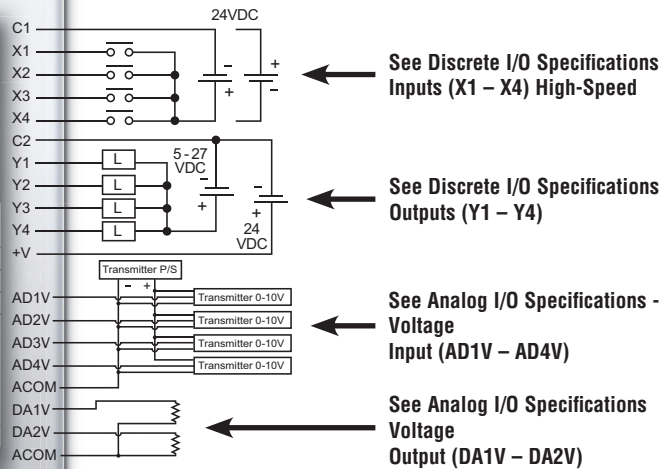 24VDC
C1
X1
X2
X3
X4
- +
+ -
See Discrete I/O Specifications
Inputs (X1 – X4) High-Speed
C2
Y1 L
Y2 L
Y3 L
Y4 L
+V
5 - 27
VDC
- -
+ +
24
VDC
See Discrete I/O Specifications
Outputs (Y1 – Y4)
Transmitter P/S
- +
AD1V Transmitter 0-10V
AD2V Transmitter 0-10V
AD3V Transmitter 0-10V
AD4V Transmitter 0-10V
ACOM
See Analog I/O Specifications -
Voltage
Input (AD1V – AD4V)
DA1V
DA2V
ACOM
See Analog I/O Specifications
Voltage
Output (DA1V – DA2V)